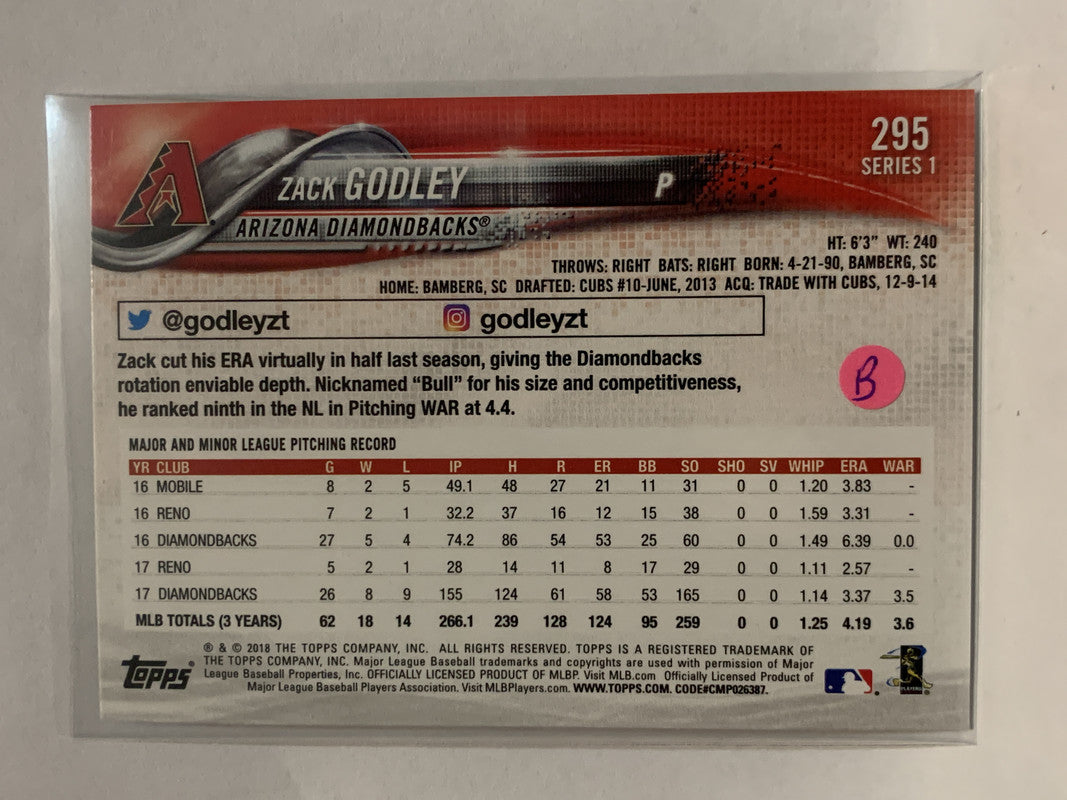 295
SERIES 1
ZACK GODLEY P
ARIZONA DIAMONDBACKS®
HT: 6'3" WT: 240
THROWS: RIGHT BATS: RIGHT BORN: 4-21-90, BAMBERG, SC
HOME: BAMBERG, SC DRAFTED: CUBS #10-JUNE, 2013 ACQ: TRADE WITH CUBS, 12-9-14
@godleyzt godleyzt
Zack cut his ERA virtually in half last season, giving the Diamondbacks
rotation enviable depth. Nicknamed “Bull” for his size and competitiveness,
he ranked ninth in the NL in Pitching WAR at 4.4.
B
MAJOR AND MINOR LEAGUE PITCHING RECORD
YR CLUB G W L IP H R ER BB SO SHO SV WHIP ERA WAR
16 MOBILE 8 2 5 49.1 48 27 21 11 31 0 0 1.20 3.83 -
16 RENO 7 2 1 32.2 37 16 12 15 38 0 0 1.59 3.31 -
16 DIAMONDBACKS 27 5 4 74.2 86 54 53 25 60 0 0 1.49 6.39 0.0
17 RENO 5 2 1 28 14 11 8 17 29 0 0 1.11 2.57 -
17 DIAMONDBACKS 26 8 9 155 124 61 58 53 165 0 0 1.14 3.37 3.5
MLB TOTALS (3 YEARS) 62 18 14 266.1 239 128 124 95 259 0 0 1.25 4.19 3.6
® & © 2018 THE TOPPS COMPANY, INC. ALL RIGHTS RESERVED. TOPPS IS A REGISTERED TRADEMARK OF
THE TOPPS COMPANY, INC. Major League Baseball trademarks and copyrights are used with permission of Major
League Baseball Properties, Inc. OFFICIALLY LICENSED PRODUCT OF MLBP. Visit MLB.com Officially Licensed Product of
Major League Baseball Players Association. Visit MLBPlayers.com. WWW.TOPPS.COM. CODE#CMP026387.
Topps
PLAYERS